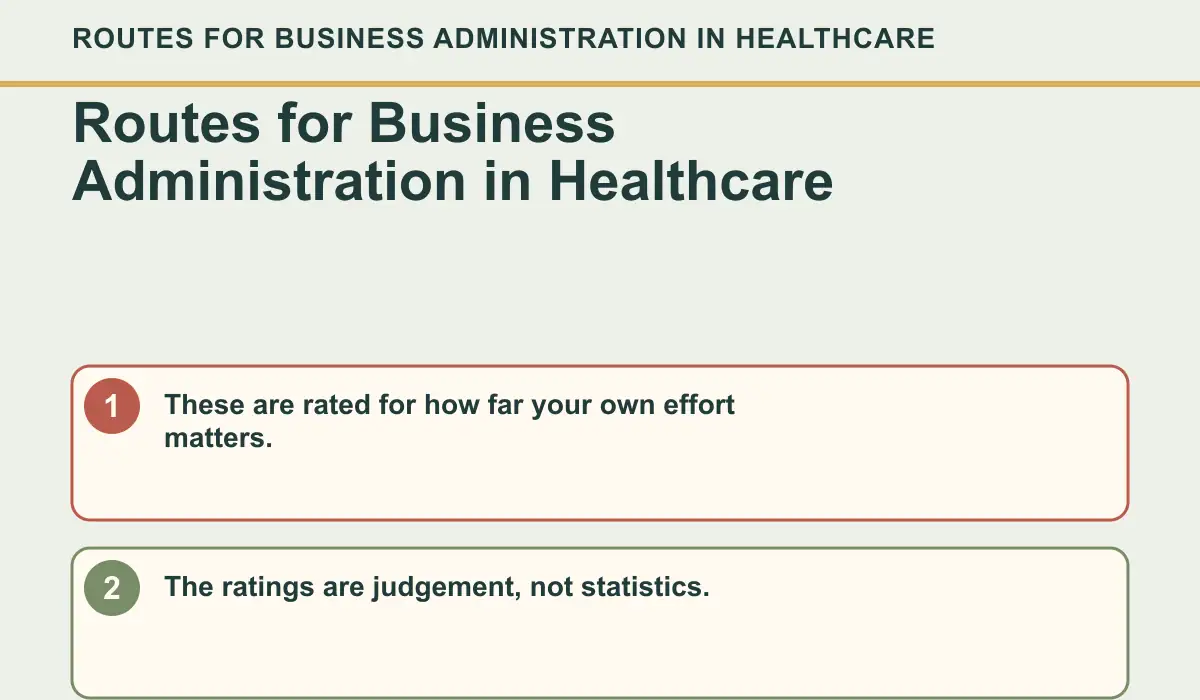 ROUTES FOR BUSINESS ADMINISTRATION IN HEALTHCARE
Routes for Business
Administration in Healthcare
1
These are rated for how far your own effort
matters.
2
The ratings are judgement, not statistics.